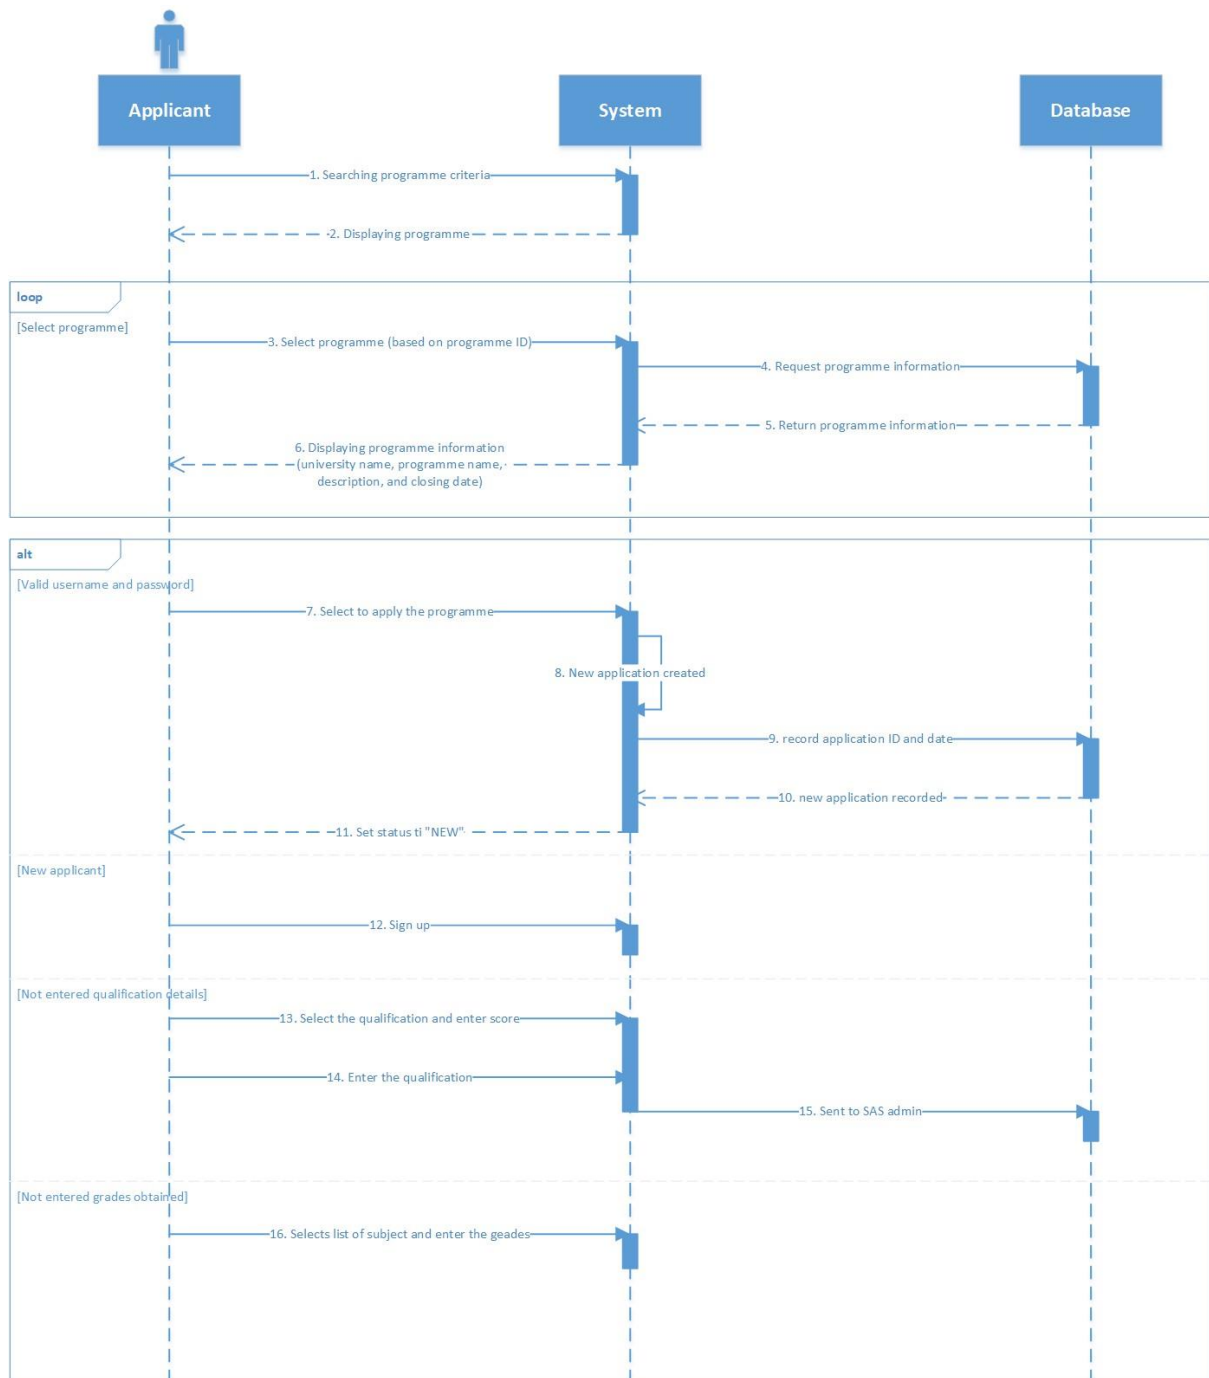 Applicant
System
Database
1. Searching programme criteria
2. Displaying programme
loop
[Select programme]
3. Select programme (based on programme ID)
4. Request programme information
5. Return programme information
6. Displaying programme information
(university name, programme name,
description, and closing date)
alt
[Valid username and password]
7. Select to apply the programme
8. New application created
9. record application ID and date
10. new application recorded
11. Set status ti "NEW"
[New applicant]
12. Sign up
[Not entered qualification details]
13. Select the qualification and enter score
14. Enter the qualification
15. Sent to SAS admin
[Not entered grades obtained]
16. Selects list of subject and enter the geades